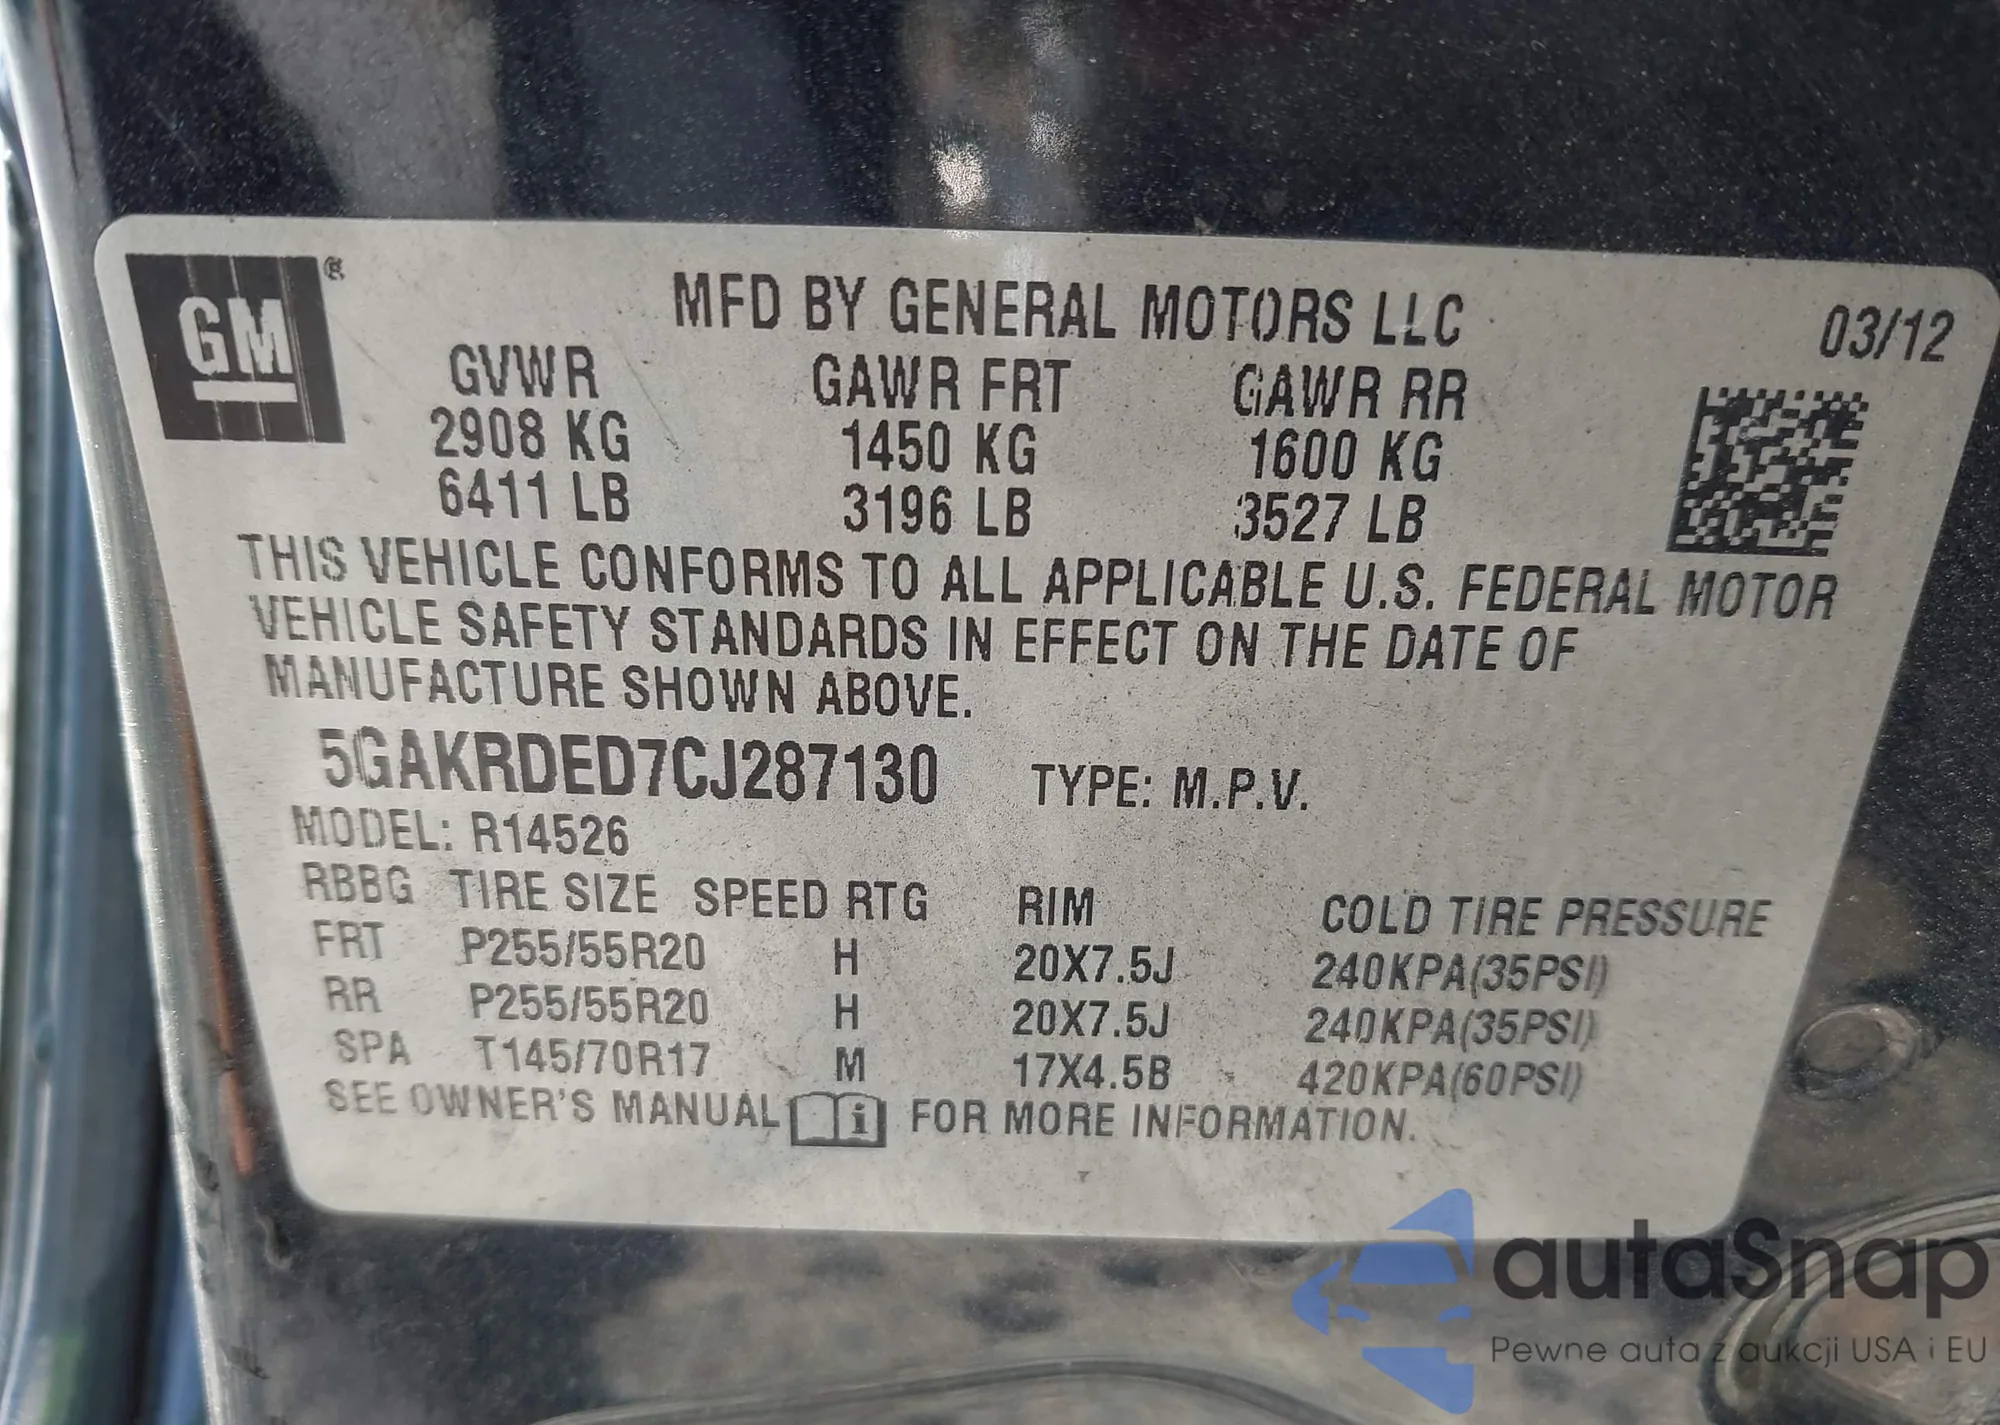 GM®
MFD BY GENERAL MOTORS LLC
03/12
GVWR GAWR FRT GAWR RR
2908 KG 1450 KG 1600 KG
6411 LB 3196 LB 3527 LB
THIS VEHICLE CONFORMS TO ALL APPLICABLE U.S. FEDERAL MOTOR
VEHICLE SAFETY STANDARDS IN EFFECT ON THE DATE OF
MANUFACTURE SHOWN ABOVE.
5GAKRDED7CJ287130 TYPE: M.P.V.
MODEL: R14526
RBBG TIRE SIZE SPEED RTG RIM COLD TIRE PRESSURE
FRT P255/55R20 H 20X7.5J 240KPA(35PSI)
RR P255/55R20 H 20X7.5J 240KPA(35PSI)
SPA T145/70R17 M 17X4.5B 420KPA(60PSI)
SEE OWNER'S MANUAL i FOR MORE INFORMATION.
autaSnap
Pewne auta z aukcji USA i EU